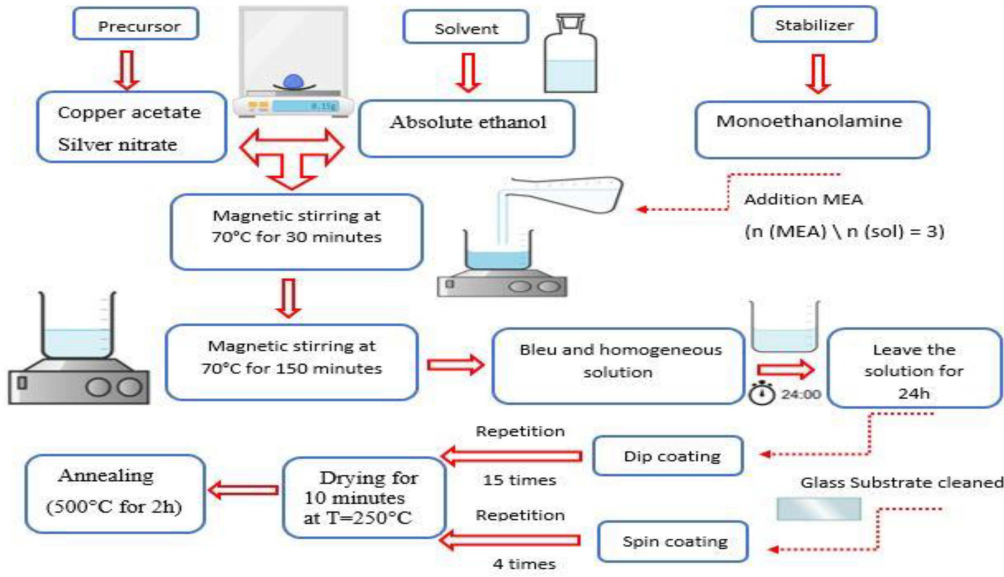 Precursor
Solvent
Stabilizer
0.15g
Copper acetate
Silver nitrate
Absolute ethanol
Monoethanolamine
Magnetic stirring at
70°C for 30 minutes
Addition MEA
(n (MEA) \ n (sol) = 3)
Magnetic stirring at
70°C for 150 minutes
Bleu and homogeneous
solution
24:00
Leave the
solution for
24h
Repetition
15 times
Dip coating
Annealing
(500°C for 2h)
Drying for
10 minutes
at T=250°C
Glass Substrate cleaned
Repetition
4 times
Spin coating